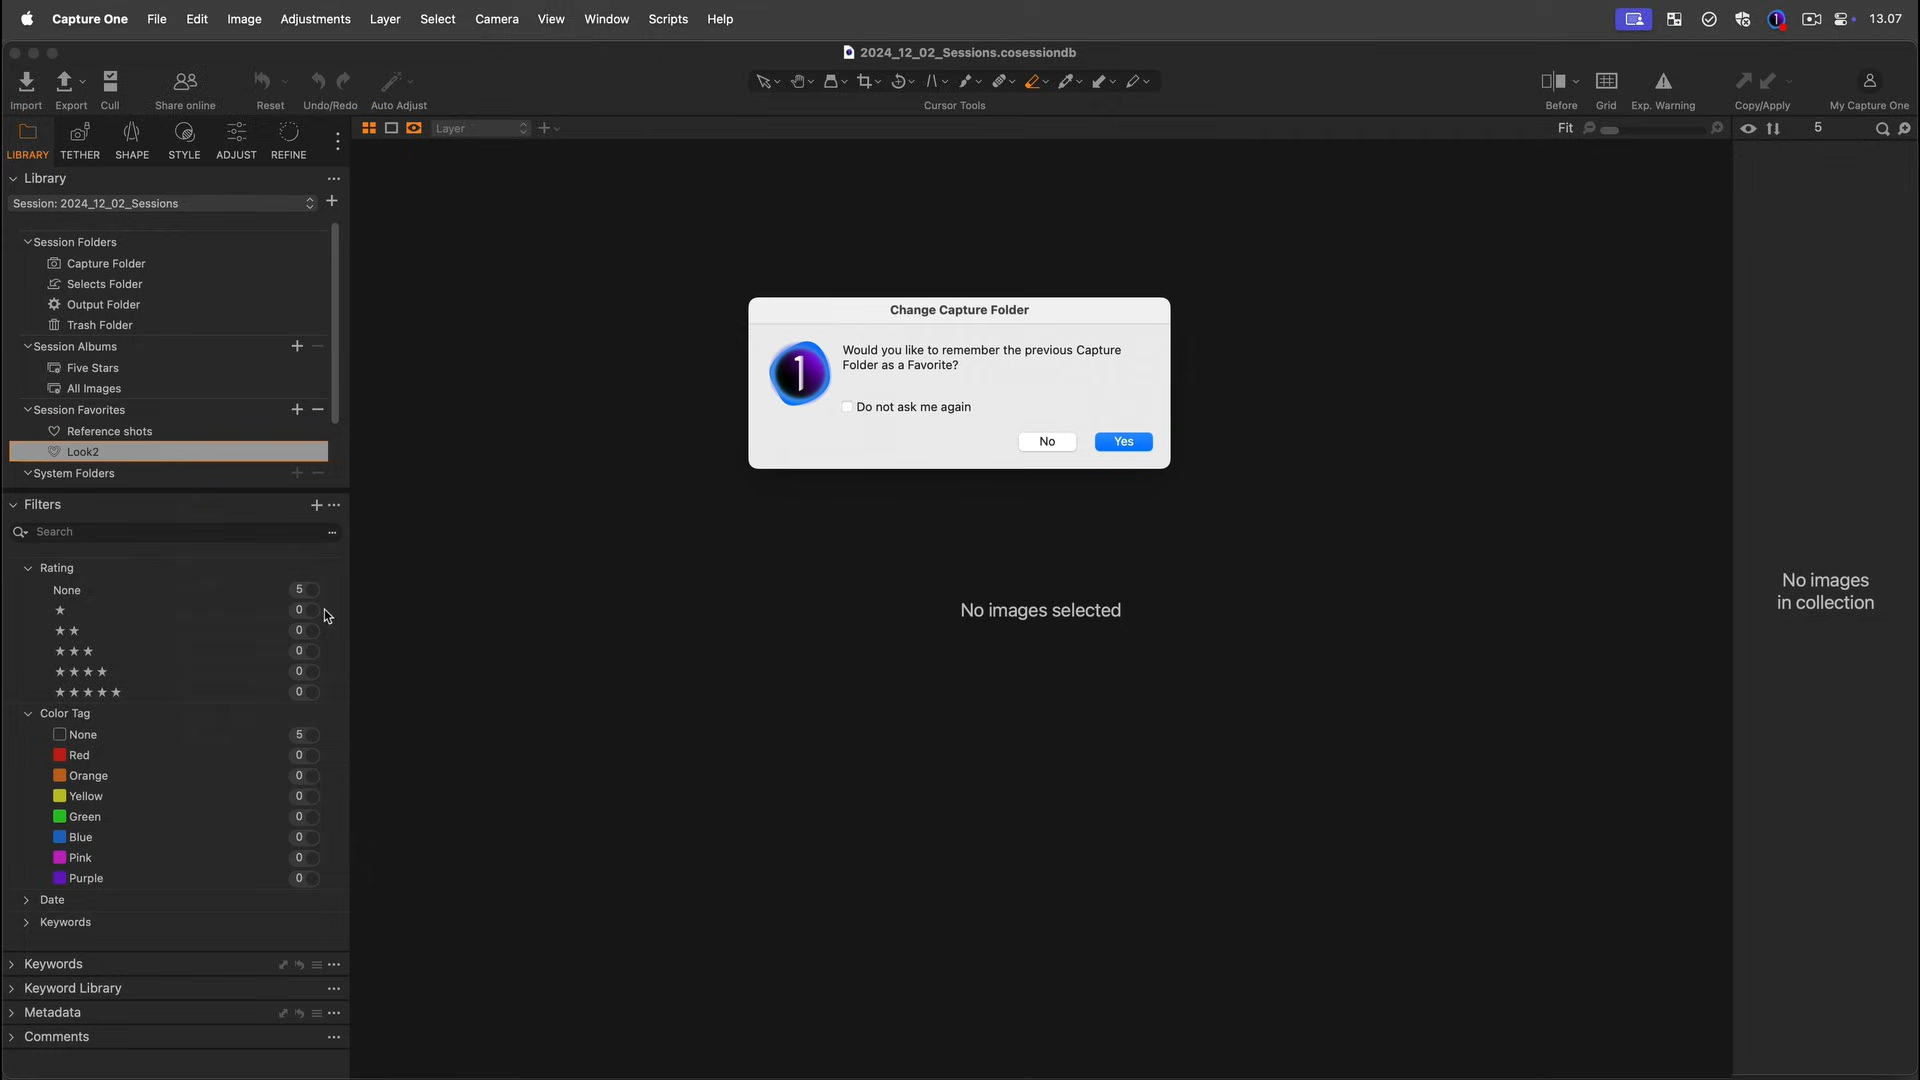 Capture One File Edit Image Adjustments Layer Select Camera View Window Scripts Help
1 13.07
2024_12_02_Sessions.cosessiondb
Import Export Cull Share online Reset Undo/Redo Auto Adjust
Cursor Tools
Before Grid Exp. Warning Copy/Apply My Capture One
LIBRARY TETHER SHAPE STYLE ADJUST REFINE
Layer
Fit
5
Library
Session: 2024_12_02_Sessions
Session Folders
Capture Folder
Selects Folder
Output Folder
Trash Folder
Session Albums
Five Stars
All Images
Session Favorites
Reference shots
Look2
System Folders
Filters
Search
Rating
None 5
★ 0
★★ 0
★★★ 0
★★★★ 0
★★★★★ 0
Color Tag
None 5
Red 0
Orange 0
Yellow 0
Green 0
Blue 0
Pink 0
Purple 0
Date
Keywords
Keywords
Keyword Library
Metadata
Comments
Change Capture Folder
1
Would you like to remember the previous Capture
Folder as a Favorite?
Do not ask me again
No Yes
No images selected
No images
in collection